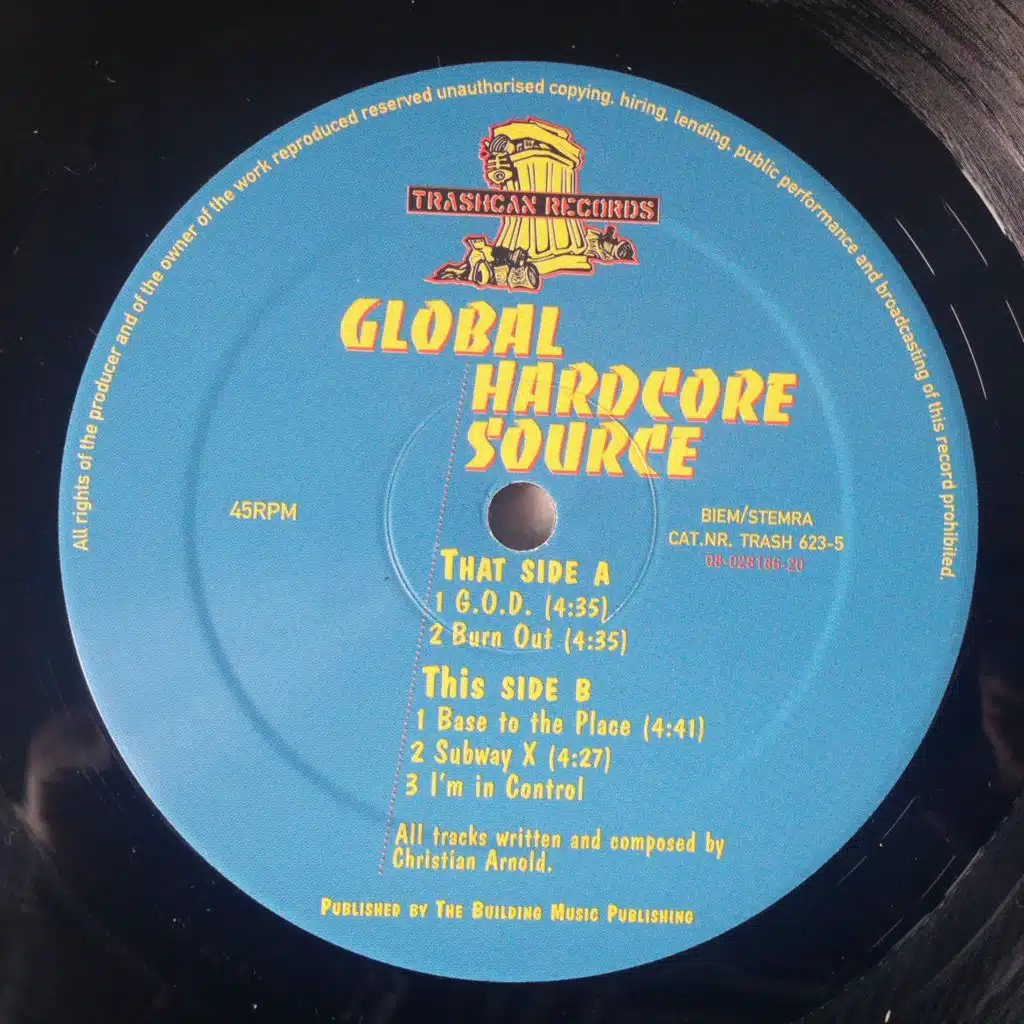 All rights of the producer and of the owner of the work reproduced reserved unauthorised copying, hiring, lending, public performance and broadcasting of this record prohibited.
TRASHCAN RECORDS
GLOBAL
HARDCORE
SOURCE
45RPM
BIEM/STEMRA
CAT.NR. TRASH 623-5
08-028186-20
THAT SIDE A
1 G.O.D. (4:35)
2 Burn Out (4:35)
This SIDE B
1 Base to the Place (4:41)
2 Subway X (4:27)
3 I'm in Control
All tracks written and composed by
Christian Arnold.
PUBLISHED BY THE BUILDING MUSIC PUBLISHING